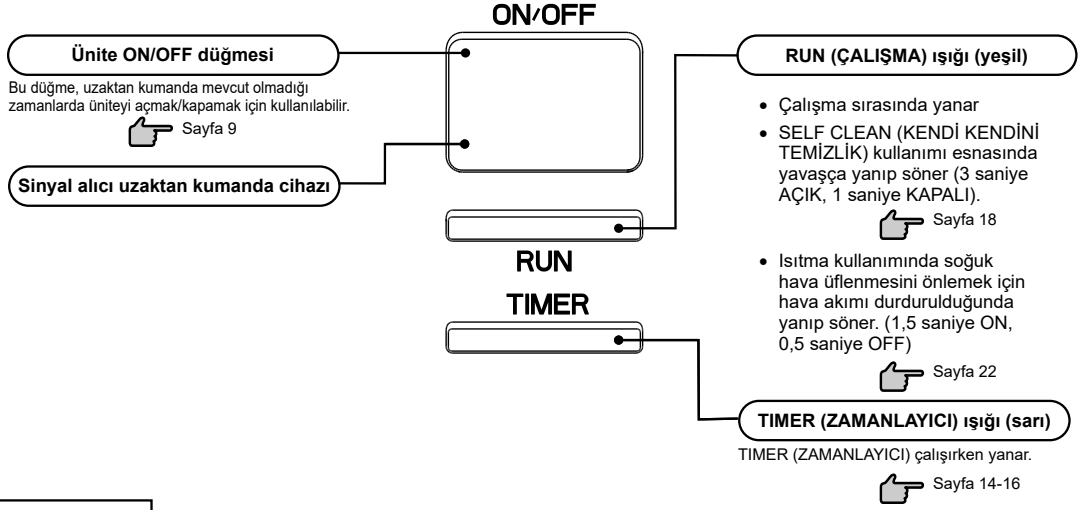 ON/OFF
Ünite ON/OFF düğmesi
Bu düğme, uzaktan kumanda mevcut olmadığı
zamanlarda üniteyi açmak/kapamak için kullanılabilir.
Sayfa 9
Sinyal alıcı uzaktan kumanda cihazı
RUN
TIMER
RUN (ÇALIŞMA) ışığı (yeşil)
• Çalışma sırasında yanar
• SELF CLEAN (KENDİ KENDİNİ
TEMİZLİK) kullanımı esnasında
yavaşça yanıp söner (3 saniye
AÇIK, 1 saniye KAPALI).
Sayfa 18
• Isıtma kullanımında soğuk
hava üflenmesini önlemek için
hava akımı durdurulduğunda
yanıp söner. (1,5 saniye ON,
0,5 saniye OFF)
Sayfa 22
TIMER (ZAMANLAYICI) ışığı (sarı)
TIMER (ZAMANLAYICI) çalışırken yanar.
Sayfa 14-16